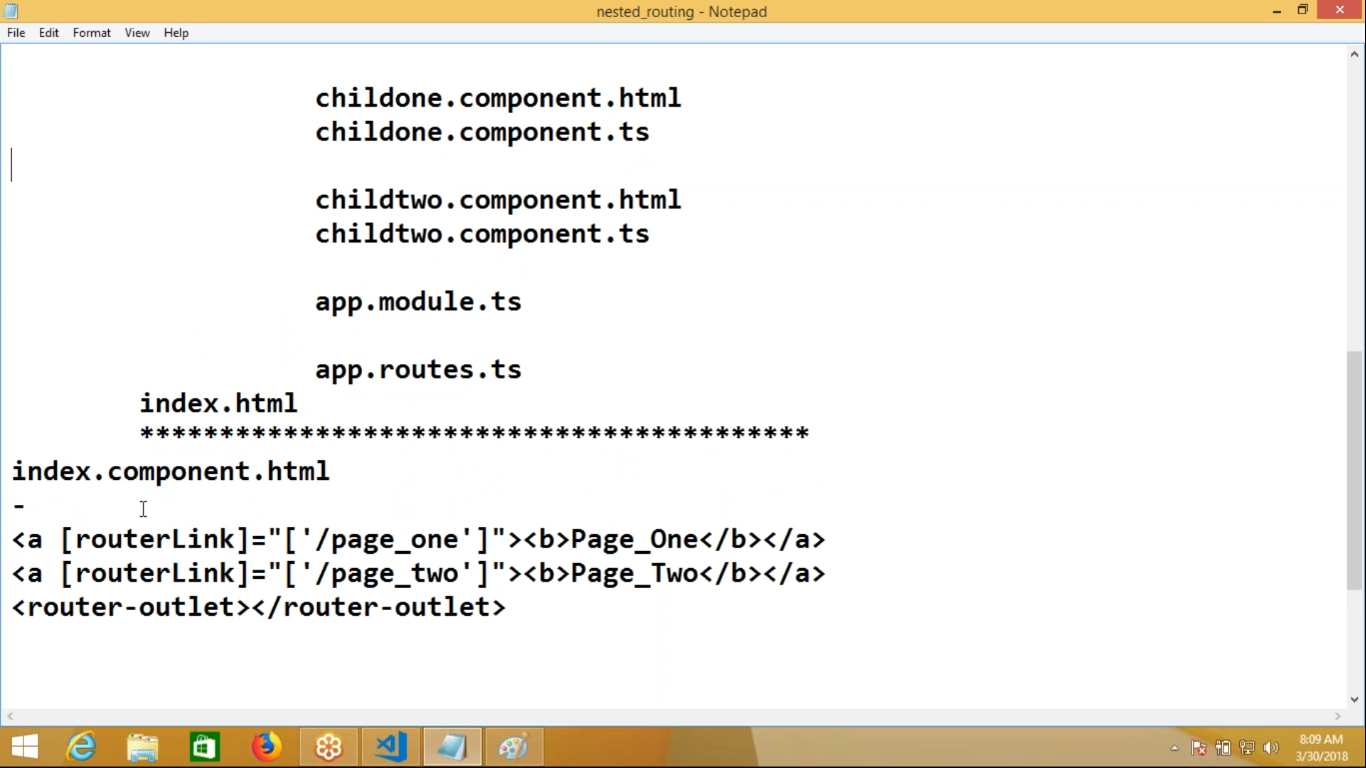 nested_routing - Notepad
File Edit Format View Help
childone.component.html
childone.component.ts
childtwo.component.html
childtwo.component.ts
app.module.ts
app.routes.ts
index.html
******************************************
index.component.html
-
<a [routerLink]="['/page_one']"><b>Page_One</b></a>
<a [routerLink]="['/page_two']"><b>Page_Two</b></a>
<router-outlet></router-outlet>
8:09 AM
3/30/2018